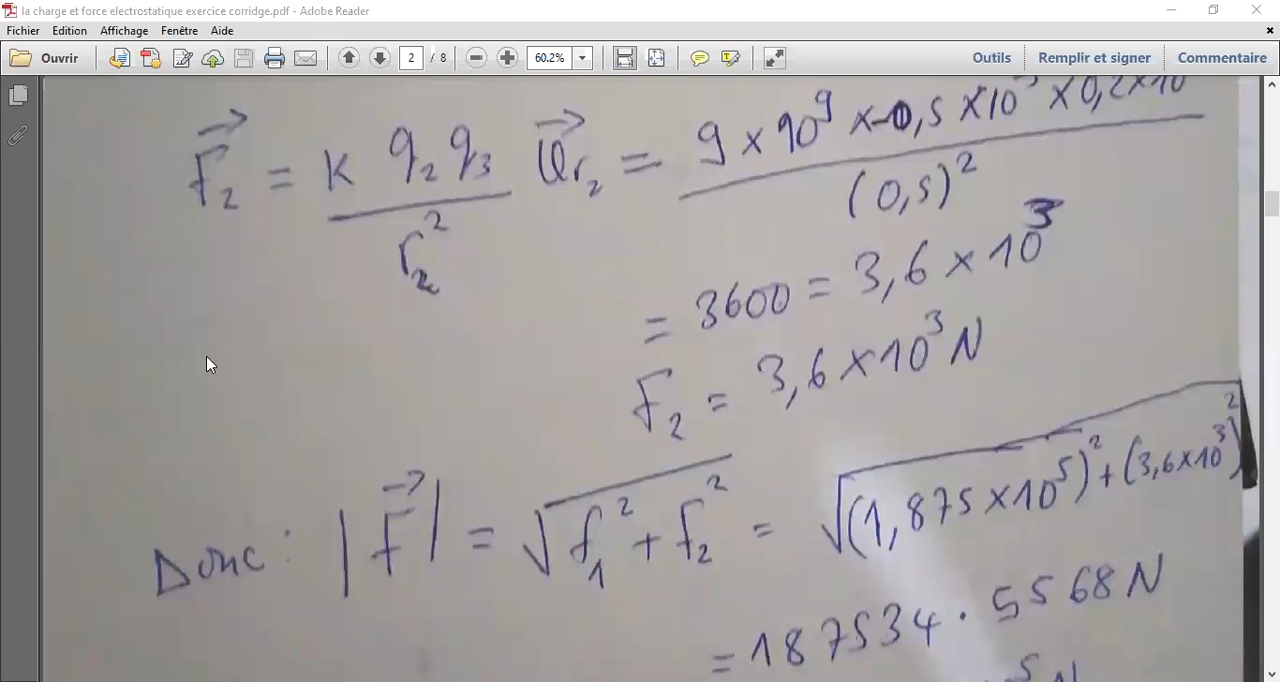 la charge et force electrostatique exercice corridge.pdf - Adobe Reader
Fichier Edition Affichage Fenêtre Aide
Ouvrir 2 / 8 60.2% Outils Remplir et signer Commentaire
F₂ = K q₂ q₃ / r₂² Ur₂ = 9 × 10⁹ × -0,5 × 10 × 0,2 × 10 / (0,5)²
= 3600 = 3,6 × 10³
F₂ = 3,6 × 10³ N
Donc : |F| = √f₁² + F₂² = √(1,875 × 10⁵)² + (3,6 × 10³)²
= 187534.5568 N